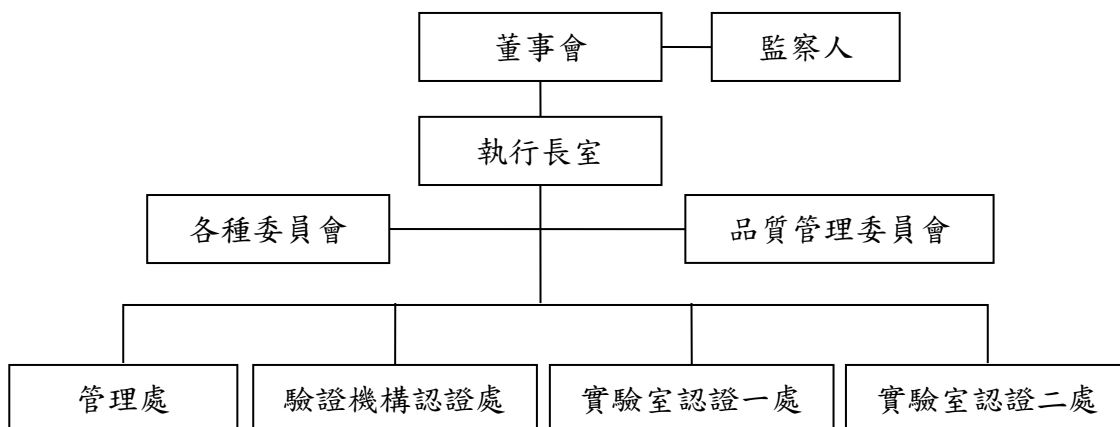 董事會
監察人
執行長室
各種委員會
品質管理委員會
管理處
驗證機構認證處
實驗室認證一處
實驗室認證二處